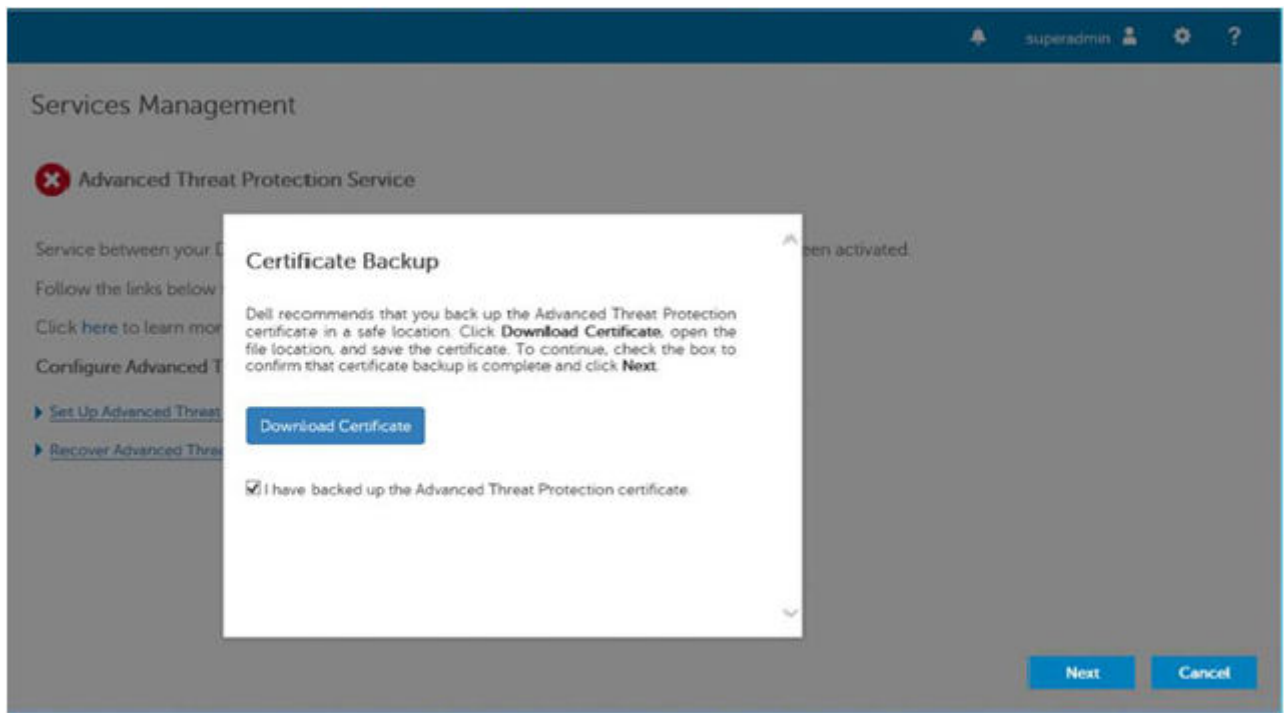 superadmin ?
Services Management
Advanced Threat Protection Service
Service between your D
een activated.
Follow the links below
Click here to learn mor
Configure Advanced T
Set Up Advanced Threat
Recover Advanced Threa
Certificate Backup
Dell recommends that you back up the Advanced Threat Protection
certificate in a safe location. Click Download Certificate, open the
file location, and save the certificate. To continue, check the box to
confirm that certificate backup is complete and click Next.
Download Certificate
I have backed up the Advanced Threat Protection certificate.
Next Cancel